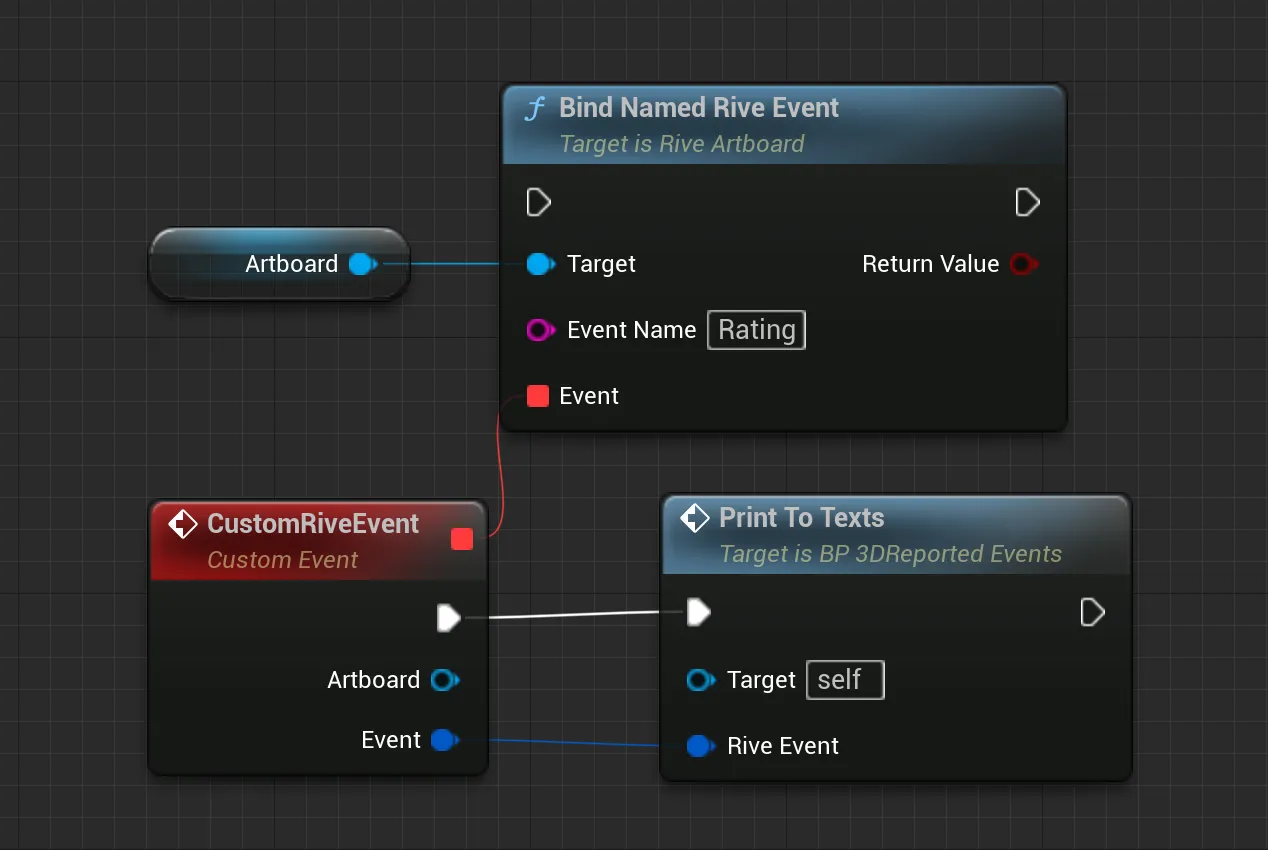 Bind Named Rive Event
Target is Rive Artboard
Artboard
Target
Return Value
Event Name
Rating
Event
CustomRiveEvent
Custom Event
Artboard
Event
Print To Texts
Target is BP 3DReported Events
Target
self
Rive Event